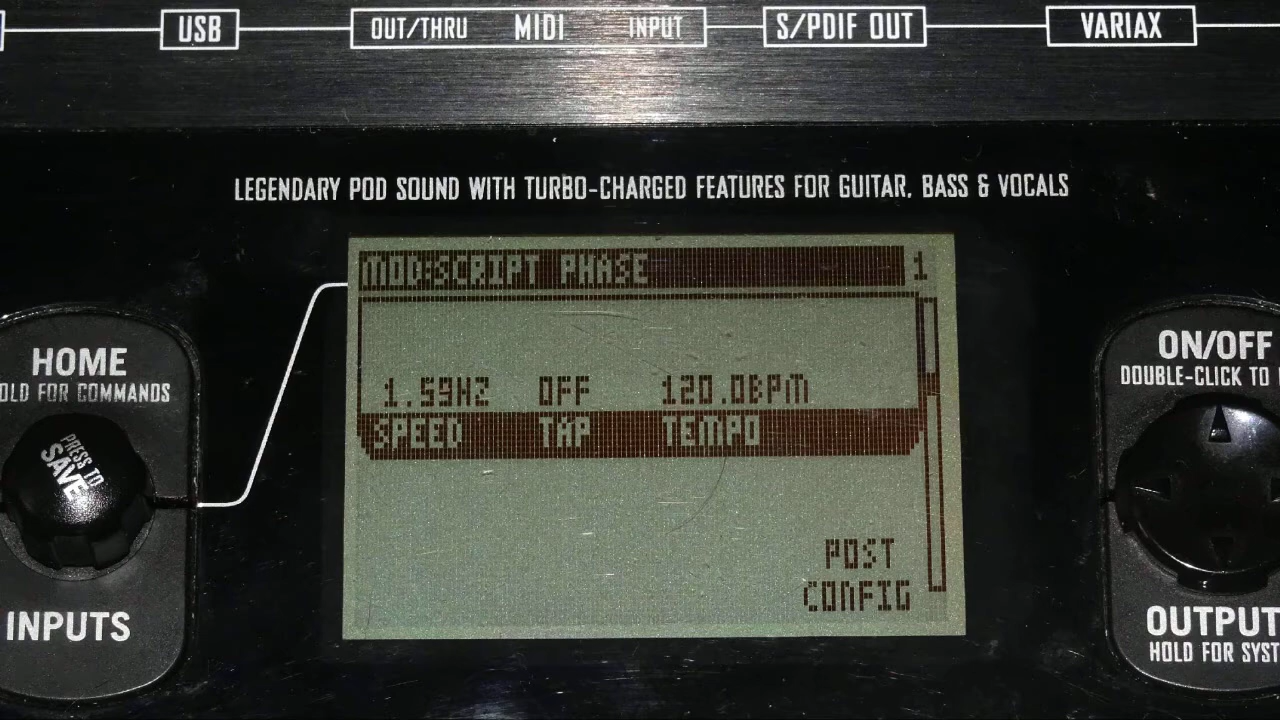 USB
OUT/THRU MIDI INPUT
S/PDIF OUT
VARIAX
LEGENDARY POD SOUND WITH TURBO-CHARGED FEATURES FOR GUITAR, BASS & VOCALS
MOD:SCRIPT PHASE 1
1.59HZ OFF 120.0BPM
SPEED TAP TEMPO
POST
CONFIG
HOME
OLD FOR COMMANDS
PRESS TO
SAVE
INPUTS
ON/OFF
DOUBLE-CLICK TO
OUTPUT
HOLD FOR SYST